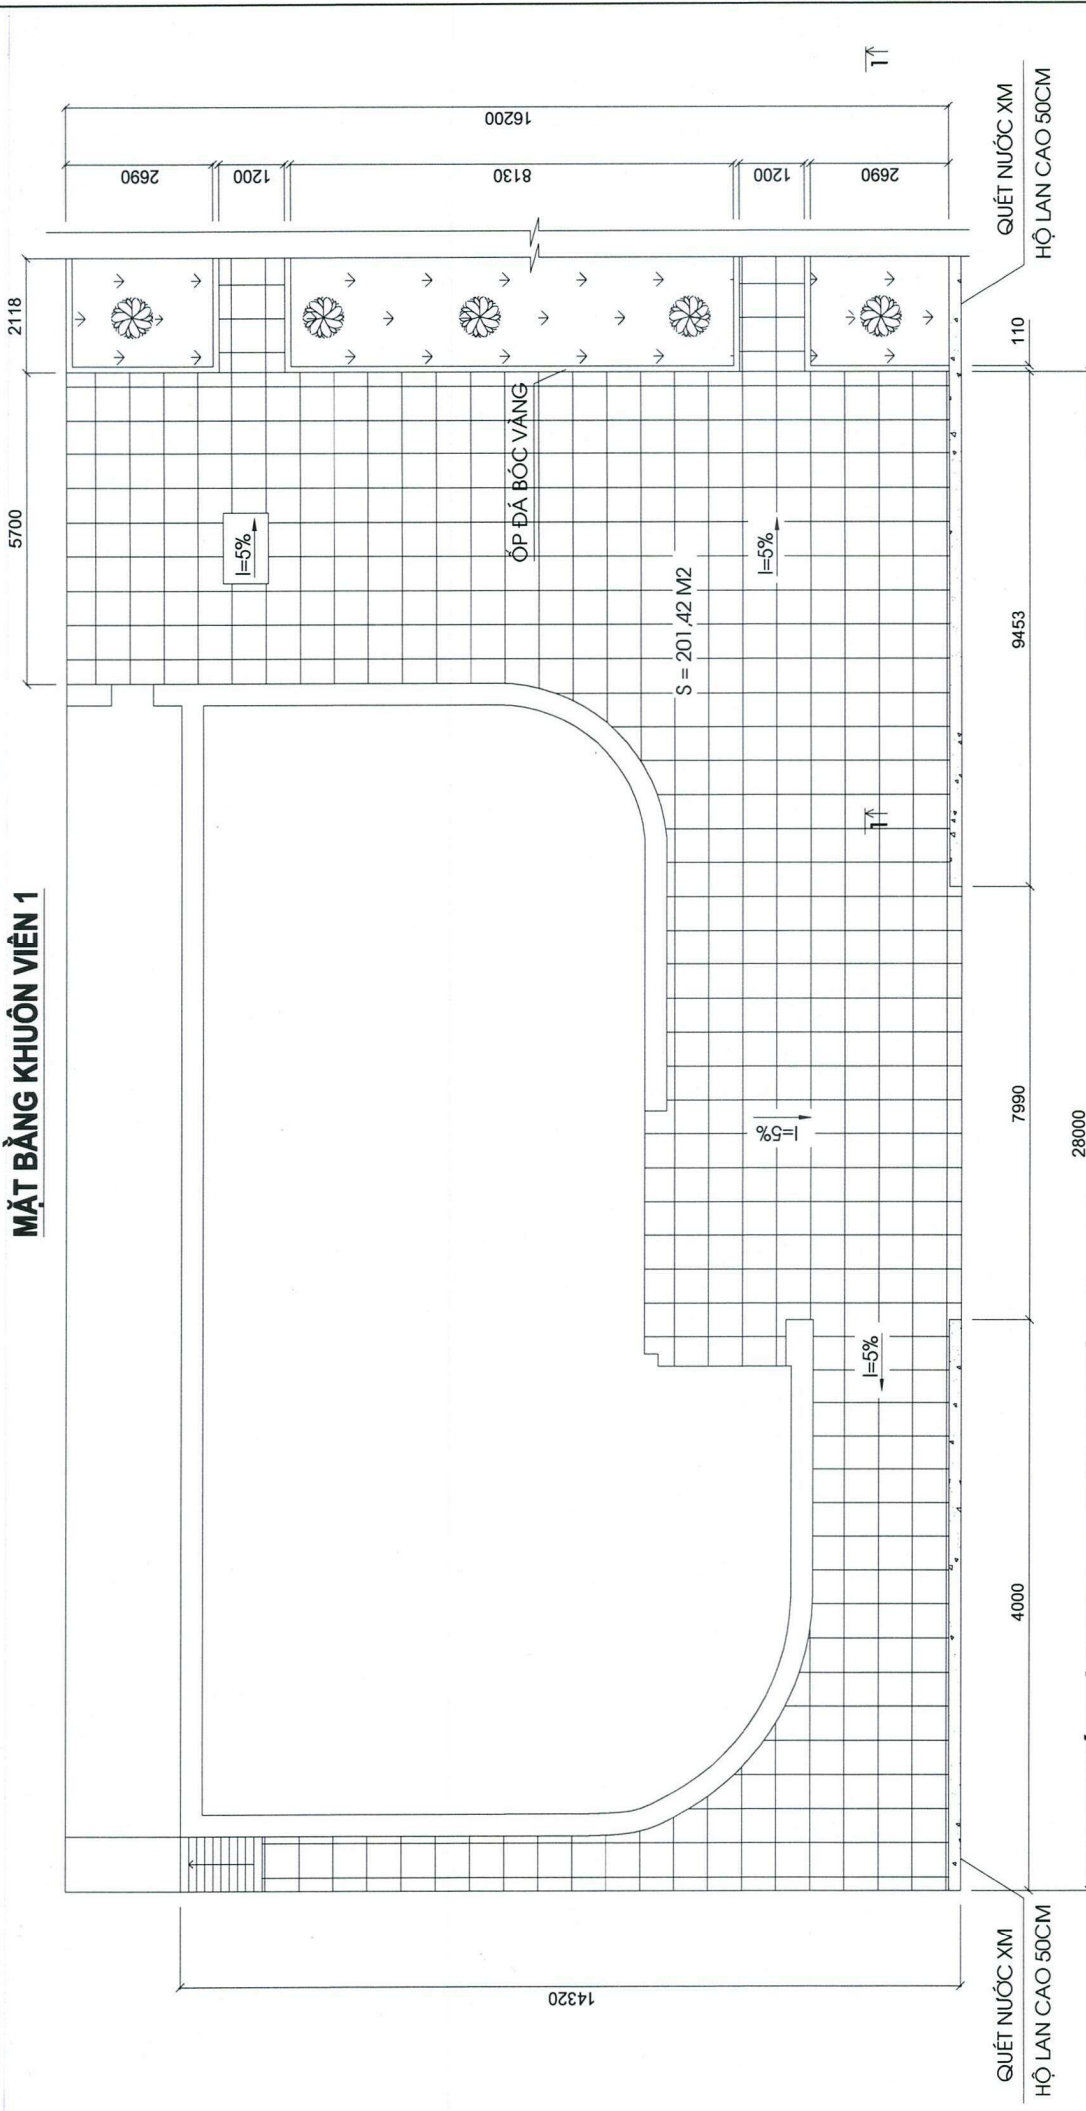 MẶT BẰNG KHUÔN VIÊN 1
5700
2118
14320
I=5%
ỐP ĐÁ BÓC VÀNG
S = 201,42 M2
I=5%
I=5%
I=5%
2690
1200
8130
1200
2690
16200
1
1
QUÉT NƯỚC XM
HỘ LAN CAO 50CM
4000
7990
9453
110
QUÉT NƯỚC XM
HỘ LAN CAO 50CM
28000